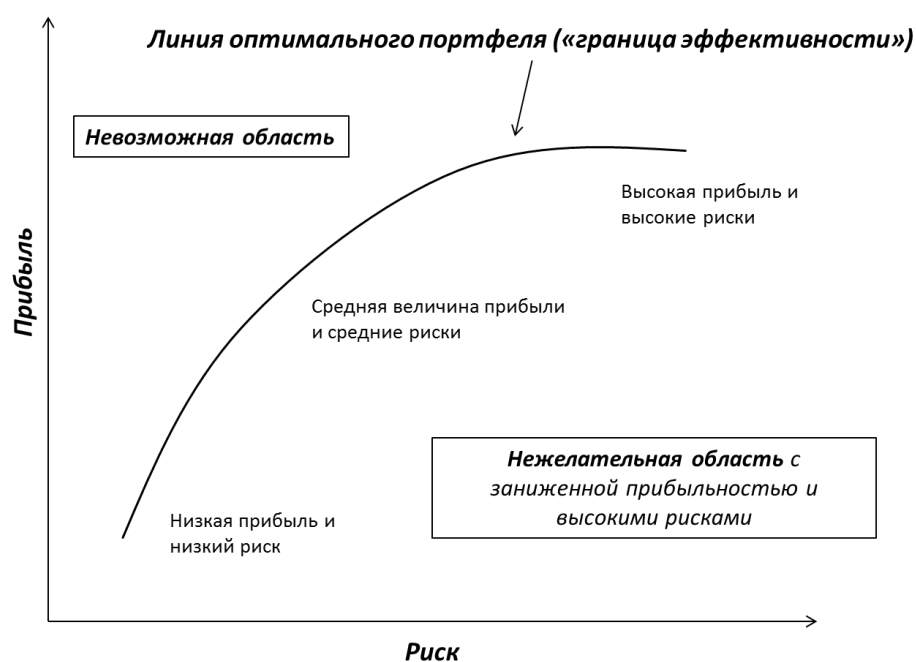 Линия оптимального портфеля («граница эффективности»)
Невозможная область
Высокая прибыль и
высокие риски
Прибыль
Средняя величина прибыли
и средние риски
Нежелательная область с
заниженной прибыльностью и
высокими рисками
Низкая прибыль и
низкий риск
Риск